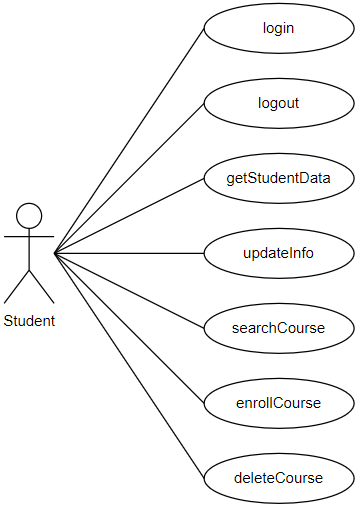 login
logout
getStudentData
updateInfo
searchCourse
Student
enrollCourse
deleteCourse